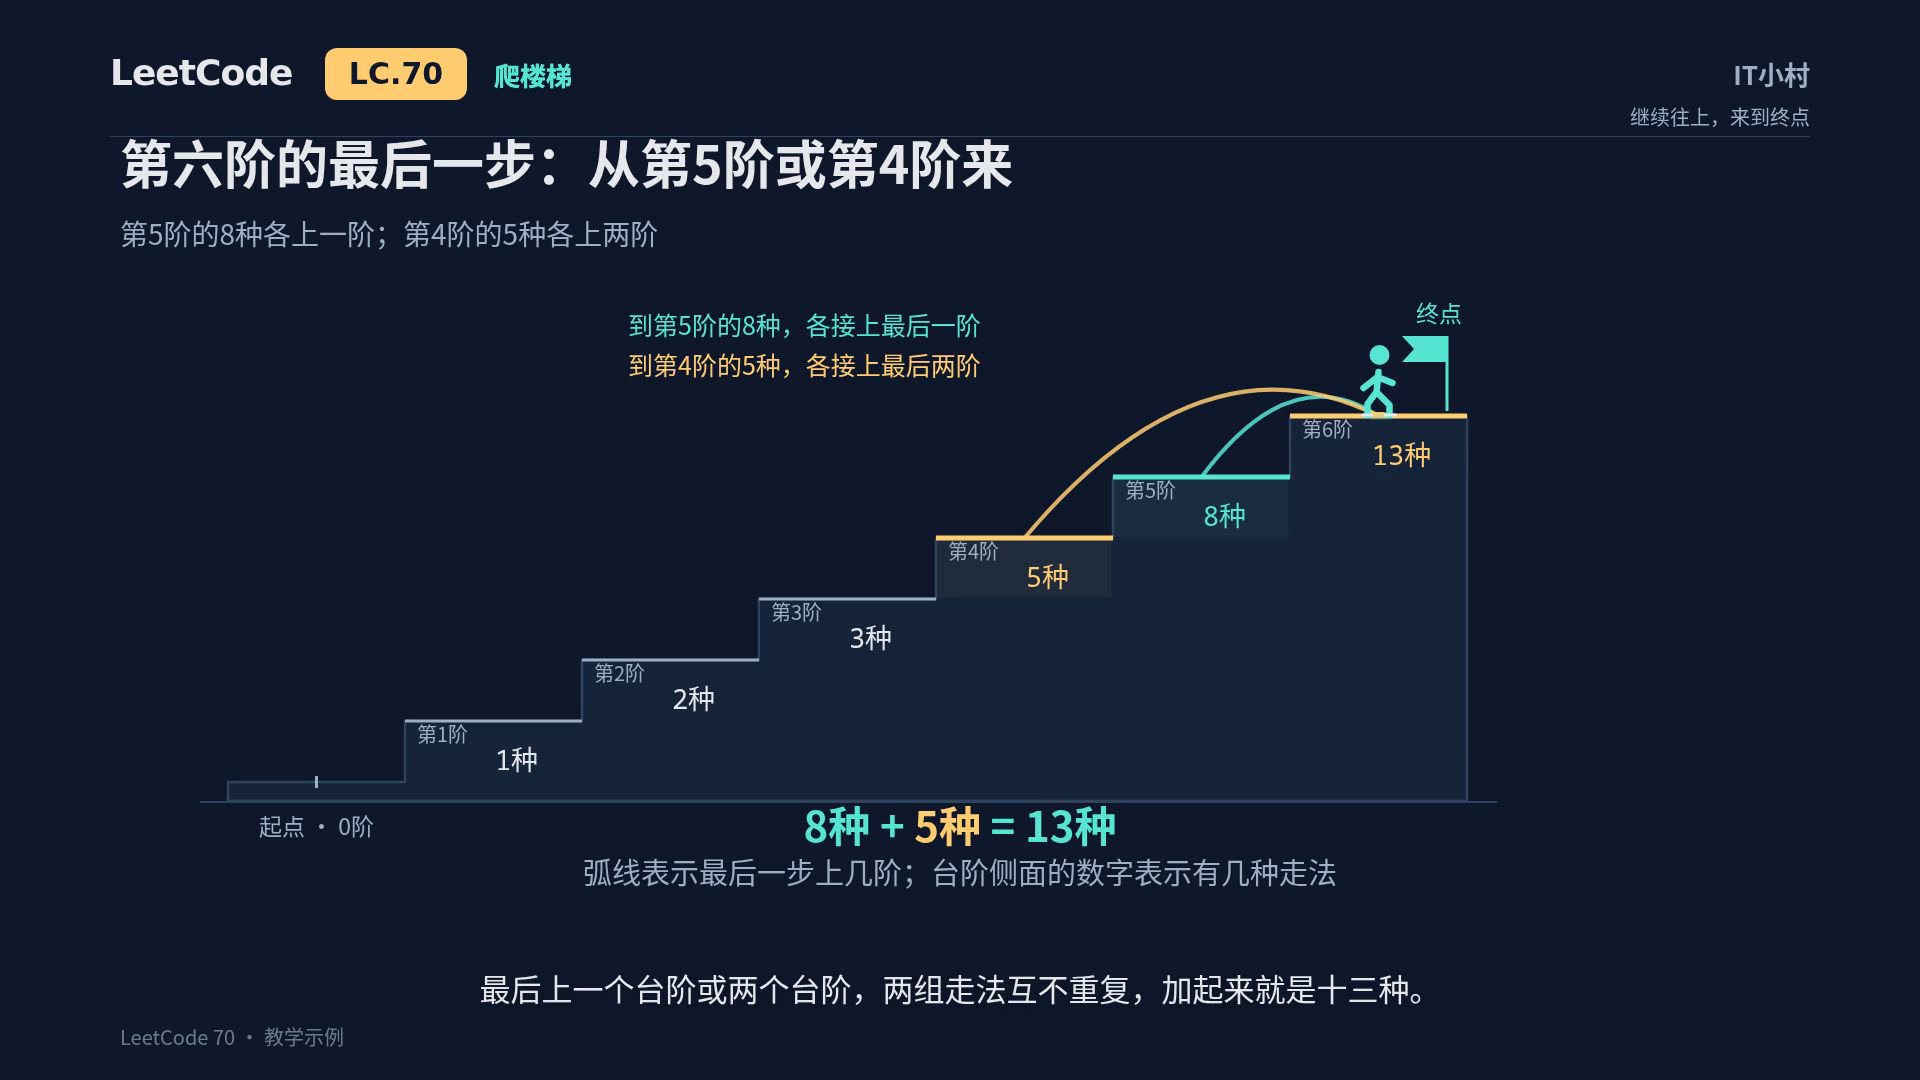 LeetCode LC.70 爬楼梯
IT小村
继续往上，来到终点
第六阶的最后一步：从第5阶或第4阶来
第5阶的8种各上一阶；第4阶的5种各上两阶
终点
到第5阶的8种，各接上最后一阶
到第4阶的5种，各接上最后两阶
第6阶
13种
第5阶
8种
第4阶
5种
第3阶
3种
第2阶
2种
第1阶
1种
起点 · 0阶
8种 + 5种 = 13种
弧线表示最后一步上几阶；台阶侧面的数字表示有几种走法
最后上一个台阶或两个台阶，两组走法互不重复，加起来就是十三种。
LeetCode 70 · 教学示例